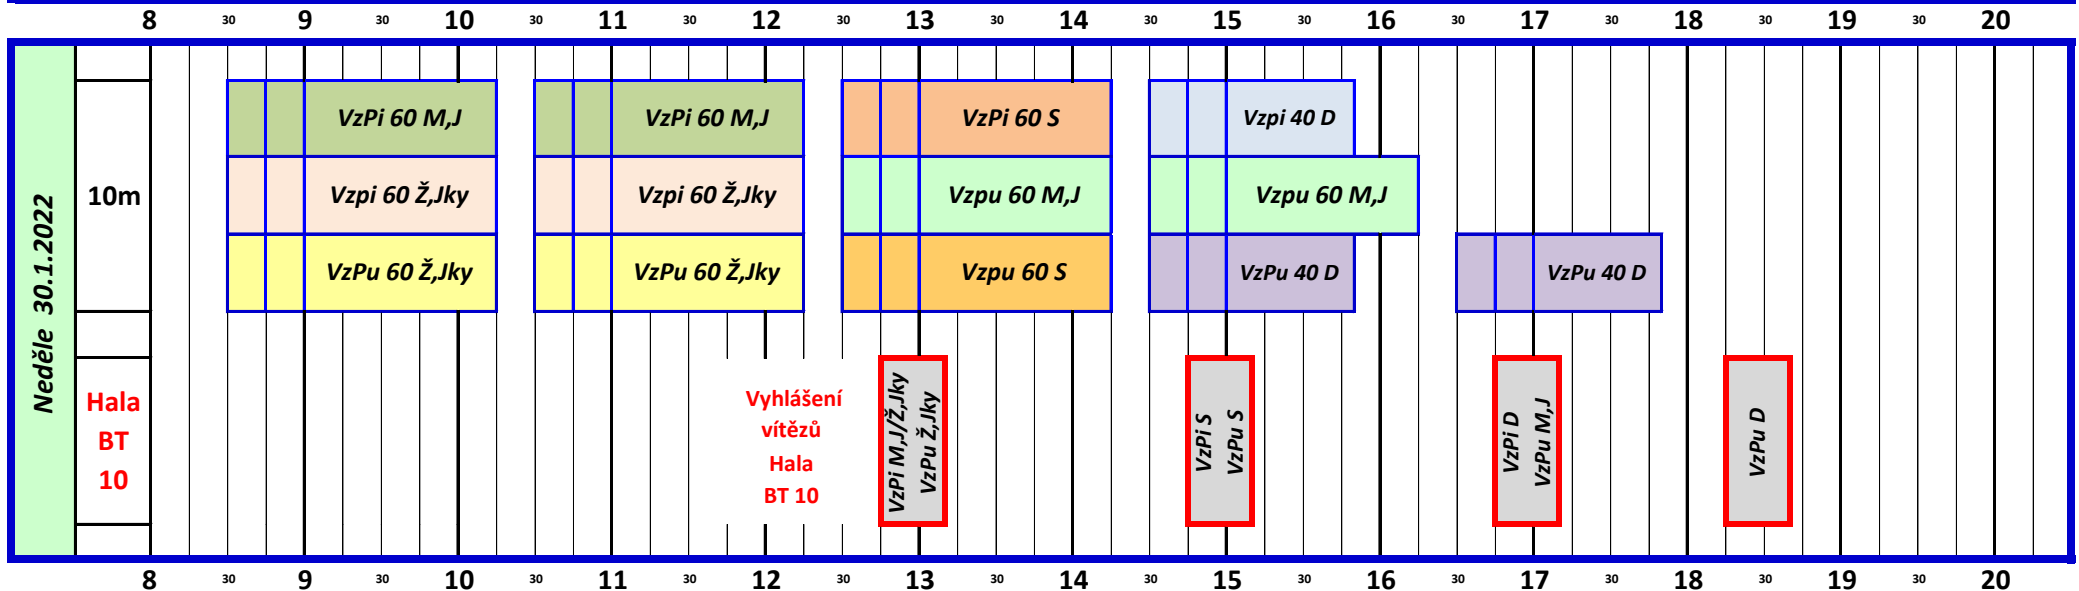 8 30 9 30 10 30 11 30 12 30 13 30 14 30 15 30 16 30 17 30 18 30 19 30 20
Neděle 30.1.2022
10m
VzPi 60 M,J VzPi 60 M,J VzPi 60 S Vzpi 40 D
Vzpi 60 Ž,Jky Vzpi 60 Ž,Jky Vzpu 60 M,J Vzpu 60 M,J
VzPu 60 Ž,Jky VzPu 60 Ž,Jky Vzpu 60 S VzPu 40 D VzPu 40 D
Hala
BT
10
Vyhlášení
vítězů
Hala
BT 10
VzPi M,J/Ž,Jky
VzPu Ž,Jky
VzPi S
VzPu S
VzPi D
VzPu M,J
VzPu D
8 30 9 30 10 30 11 30 12 30 13 30 14 30 15 30 16 30 17 30 18 30 19 30 20